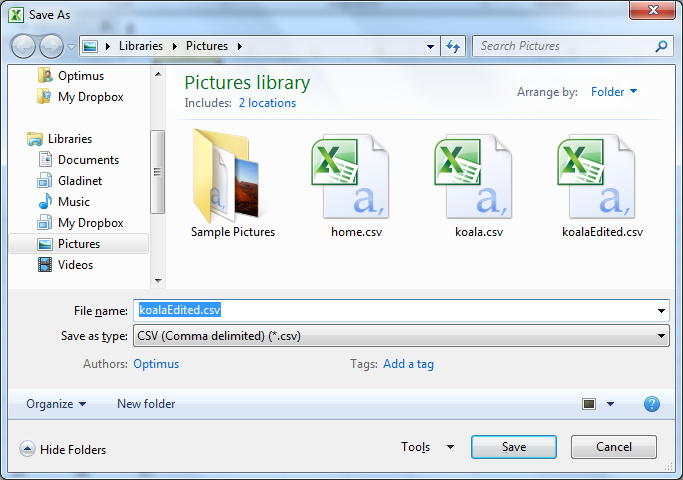 Save As
Libraries
Pictures
Search Pictures
Optimus
My Dropbox
Libraries
Documents
Gladinet
Music
My Dropbox
Pictures
Videos
Pictures library
Includes: 2 locations
Arrange by: Folder
Sample Pictures
home.csv
koala.csv
koalaEdited.csv
File name: koalaEdited.csv
Save as type: CSV (Comma delimited) (*.csv)
Authors: Optimus
Tags: Add a tag
Organize
New folder
Hide Folders
Tools
Save
Cancel